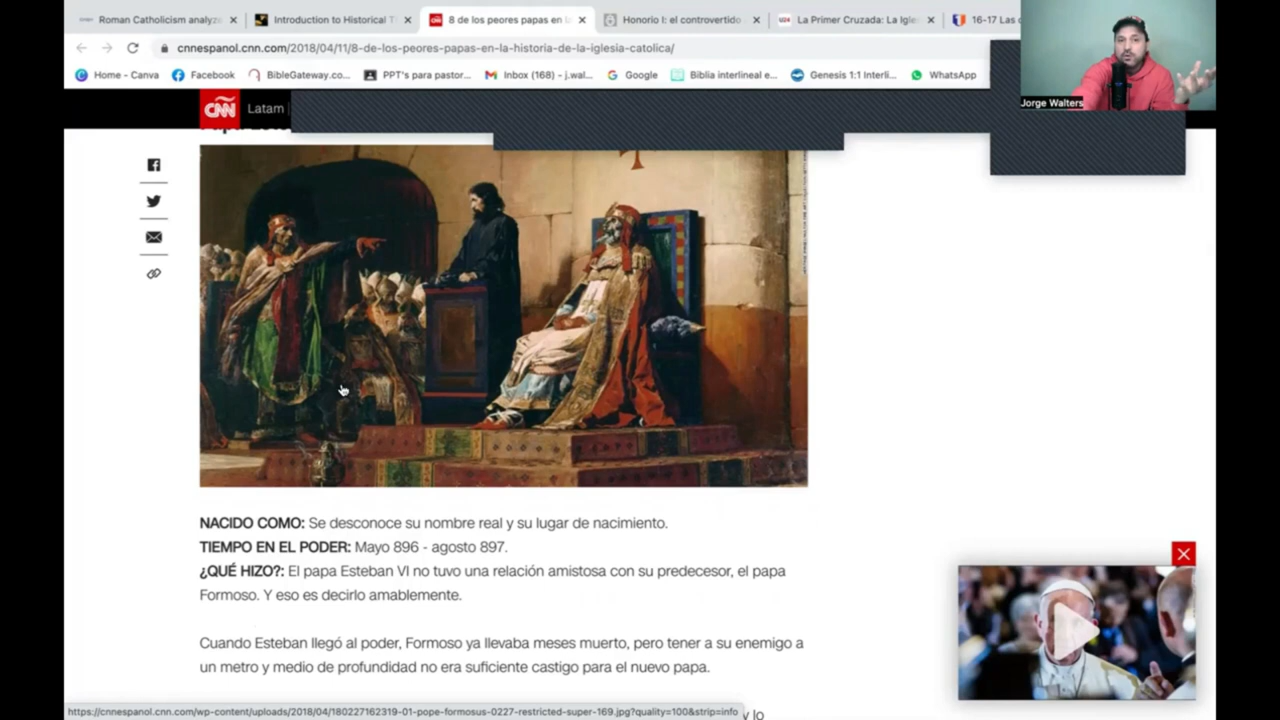 Roman Catholicism analyz
Introduction to Historical T
8 de los peores papas en l
Honorio I: el controvertido
La Primer Cruzada: La Igle
16-17 Las
cnnespanol.cnn.com/2018/04/11/8-de-los-peores-papas-en-la-historia-de-la-iglesia-catolica/
Home - Canva
Facebook
BibleGateway.co...
PPT's para pastor...
Inbox (168) - j.wal...
Google
Biblia interlineal e...
Genesis 1:1 Interli...
WhatsApp
Jorge Walters
CNN
Latam
NACIDO COMO: Se desconoce su nombre real y su lugar de nacimiento.
TIEMPO EN EL PODER: Mayo 896 - agosto 897.
¿QUÉ HIZO?: El papa Esteban VI no tuvo una relación amistosa con su predecesor, el papa
Formoso. Y eso es decirlo amablemente.
Cuando Esteban llegó al poder, Formoso ya llevaba meses muerto, pero tener a su enemigo a
un metro y medio de profundidad no era suficiente castigo para el nuevo papa.
https://cnnespanol.cnn.com/wp-content/uploads/2018/04/180227162319-01-pope-formosus-0227-restricted-super-169.jpg?quality=100&strip=info
y lo